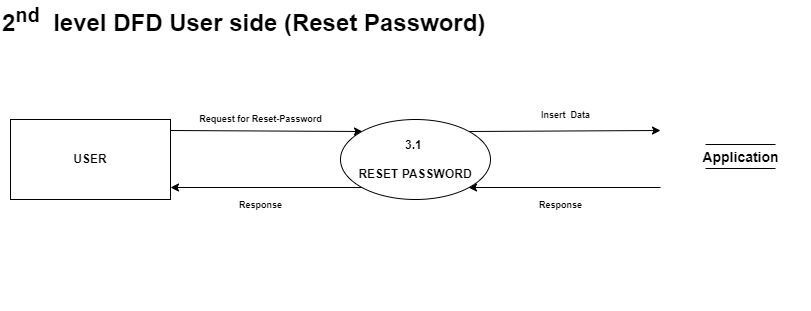 2nd level DFD User side (Reset Password)
Request for Reset-Password
Insert Data
USER
3.1
RESET PASSWORD
Application
Response
Response